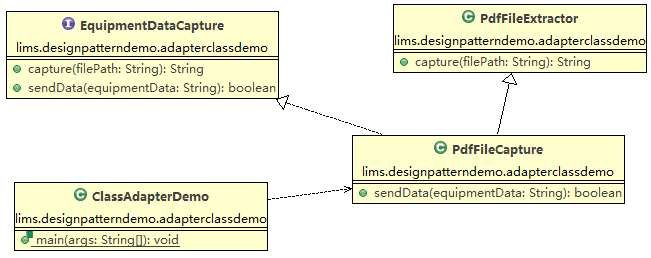 EquipmentDataCapture
lims.designpatterndemo.adapterclassdemo
capture(filePath: String): String
sendData(equipmentData: String): boolean
PdfFileExtractor
lims.designpatterndemo.adapterclassdemo
capture(filePath: String): String
PdfFileCapture
lims.designpatterndemo.adapterclassdemo
sendData(equipmentData: String): boolean
ClassAdapterDemo
lims.designpatterndemo.adapterclassdemo
main(args: String[]): void